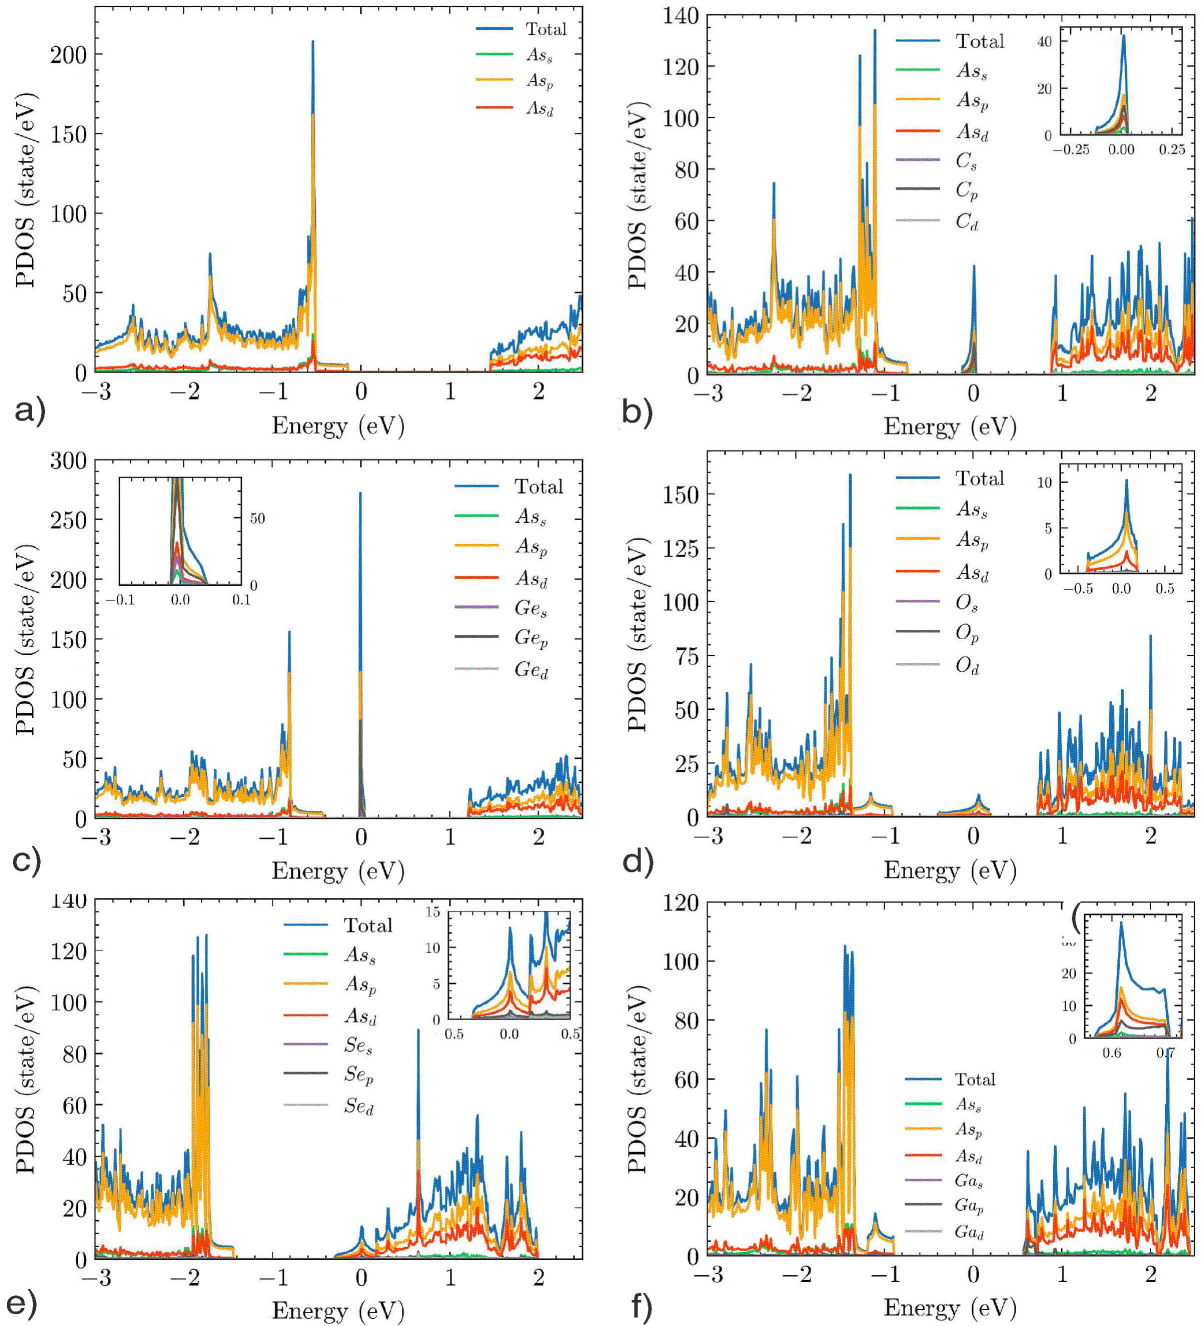 PDOS (state/eV)
200
150
100
50
0
Total
As_s
As_p
As_d
−3 −2 −1 0 1 2
Energy (eV)
a)
PDOS (state/eV)
140
120
100
80
60
40
20
0
Total
As_s
As_p
As_d
C_s
C_p
C_d
40
20
0
−0.25 0.00 0.25
−3 −2 −1 0 1 2
Energy (eV)
b)
PDOS (state/eV)
300
250
200
150
100
50
0
50
0
−0.1 0.0 0.1
Total
As_s
As_p
As_d
Ge_s
Ge_p
Ge_d
−3 −2 −1 0 1 2
Energy (eV)
c)
PDOS (state/eV)
150
125
100
75
50
25
0
Total
As_s
As_p
As_d
O_s
O_p
O_d
10
5
0
−0.5 0.0 0.5
−3 −2 −1 0 1 2
Energy (eV)
d)
PDOS (state/eV)
140
120
100
80
60
40
20
0
Total
As_s
As_p
As_d
Se_s
Se_p
Se_d
15
10
5
0
0.5 0.0 0.5
−3 −2 −1 0 1 2
Energy (eV)
e)
PDOS (state/eV)
120
100
80
60
40
20
0
(
20
10
0
0.6 0.7
Total
As_s
As_p
As_d
Ga_s
Ga_p
Ga_d
−3 −2 −1 0 1 2
Energy (eV)
f)